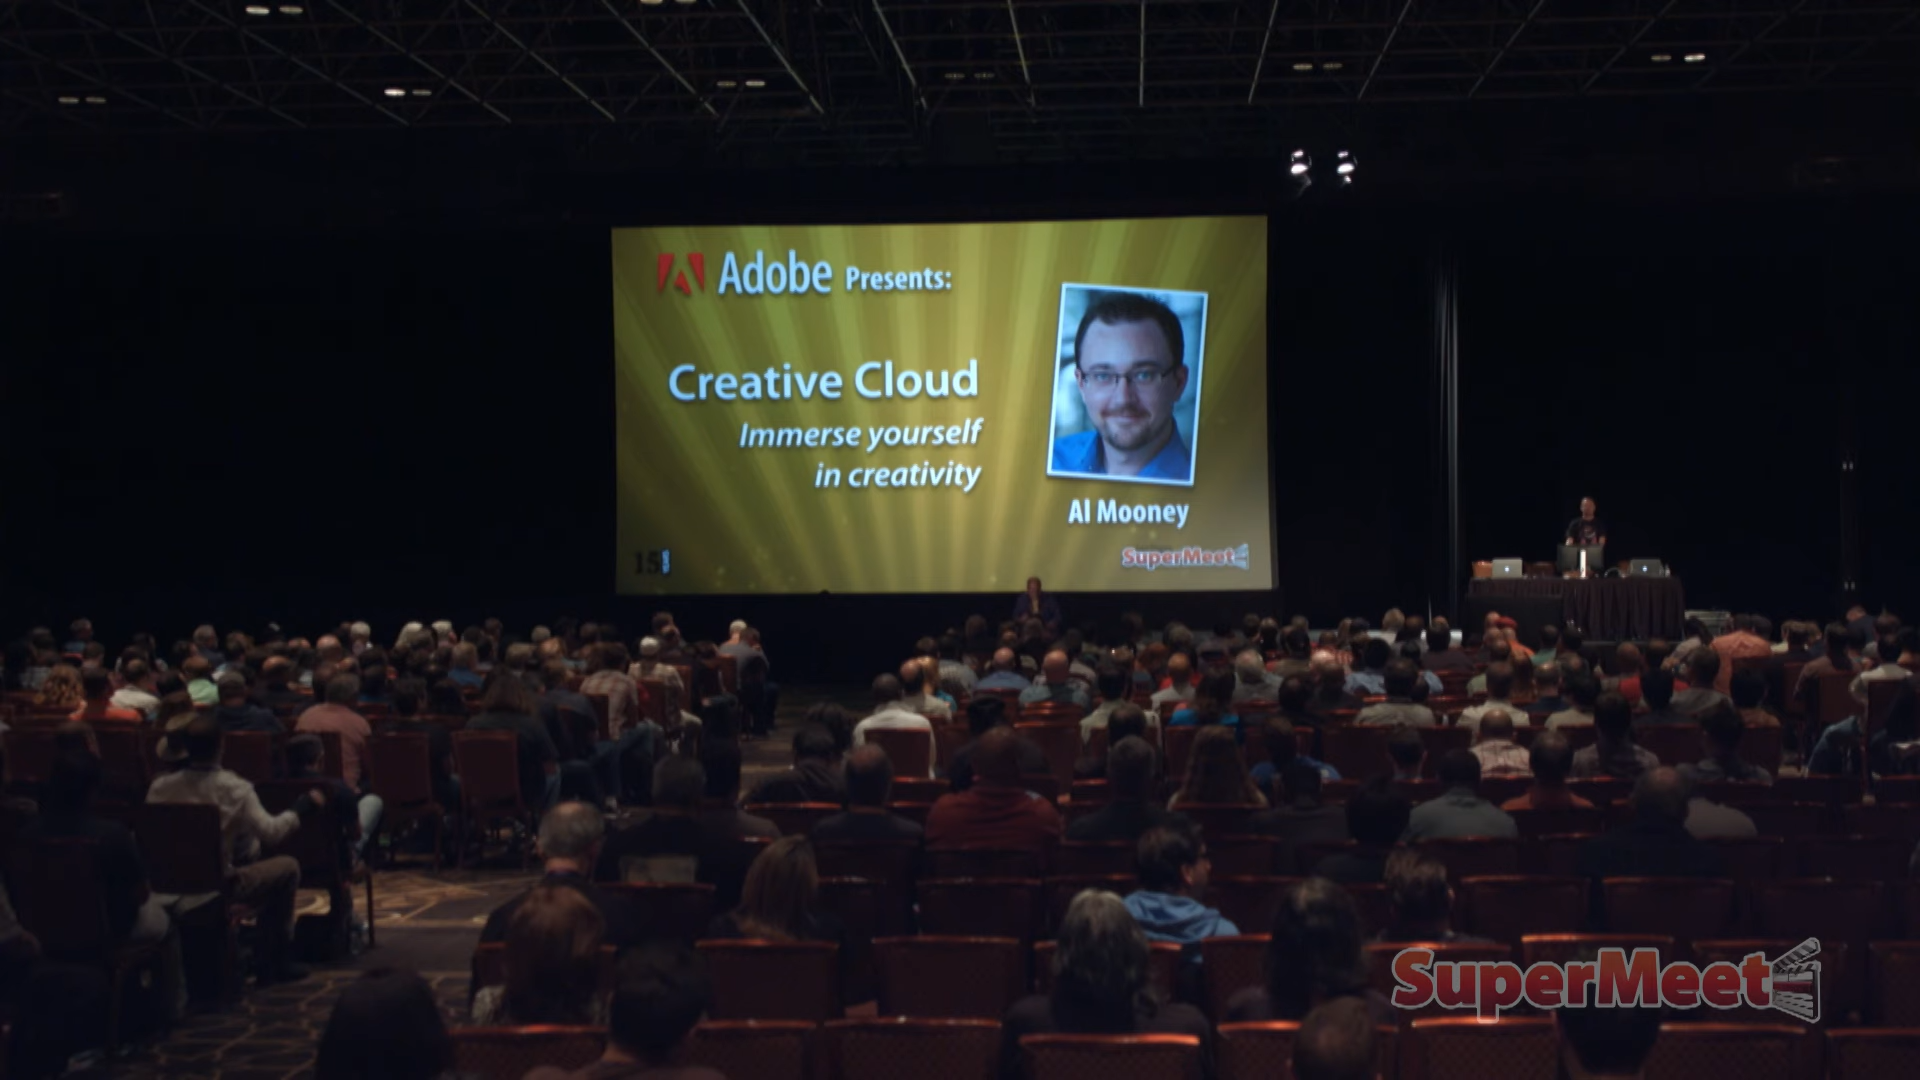 Adobe Presents:
Creative Cloud
Immerse yourself
in creativity
Al Mooney
15
SuperMeet
SuperMeet